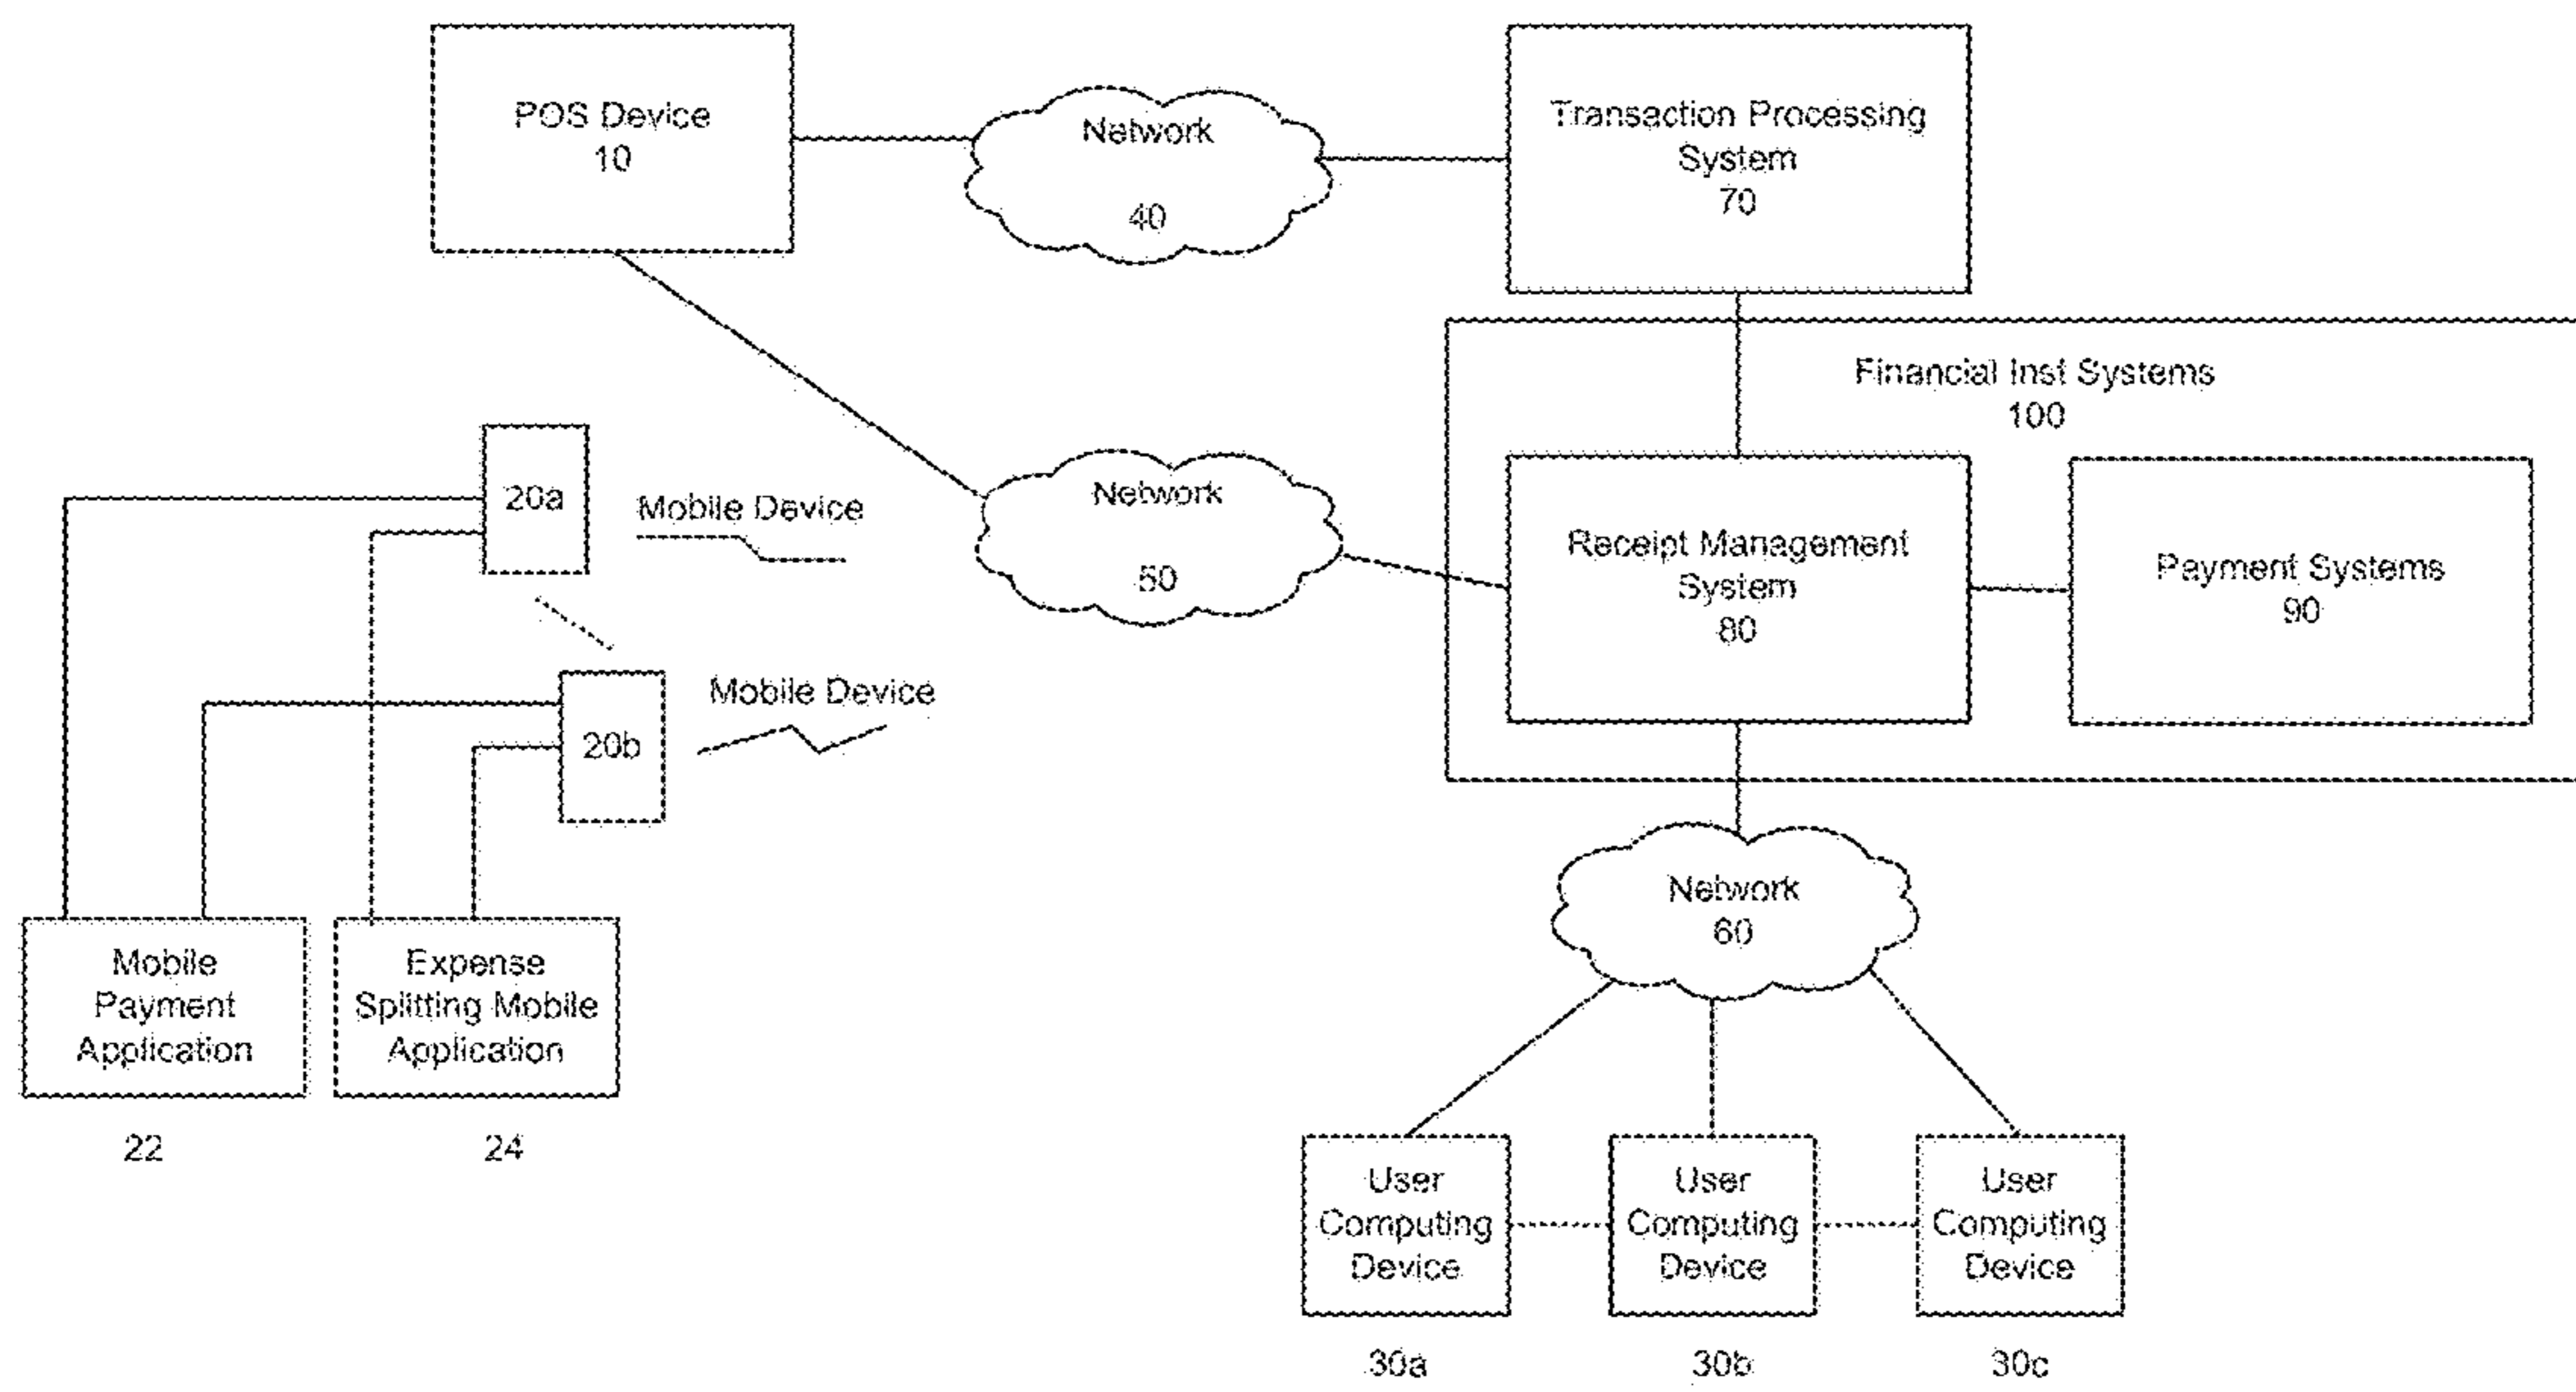 POS Device
10
Network
40
Transaction Processing
System
70
Financial Inst Systems
100
20a
Mobile Device
Network
50
Receipt Management
System
80
Payment Systems
90
20b
Mobile Device
Network
60
Mobile
Payment
Application
22
Expense
Splitting Mobile
Application
24
User
Computing
Device
30a
User
Computing
Device
30b
User
Computing
Device
30c